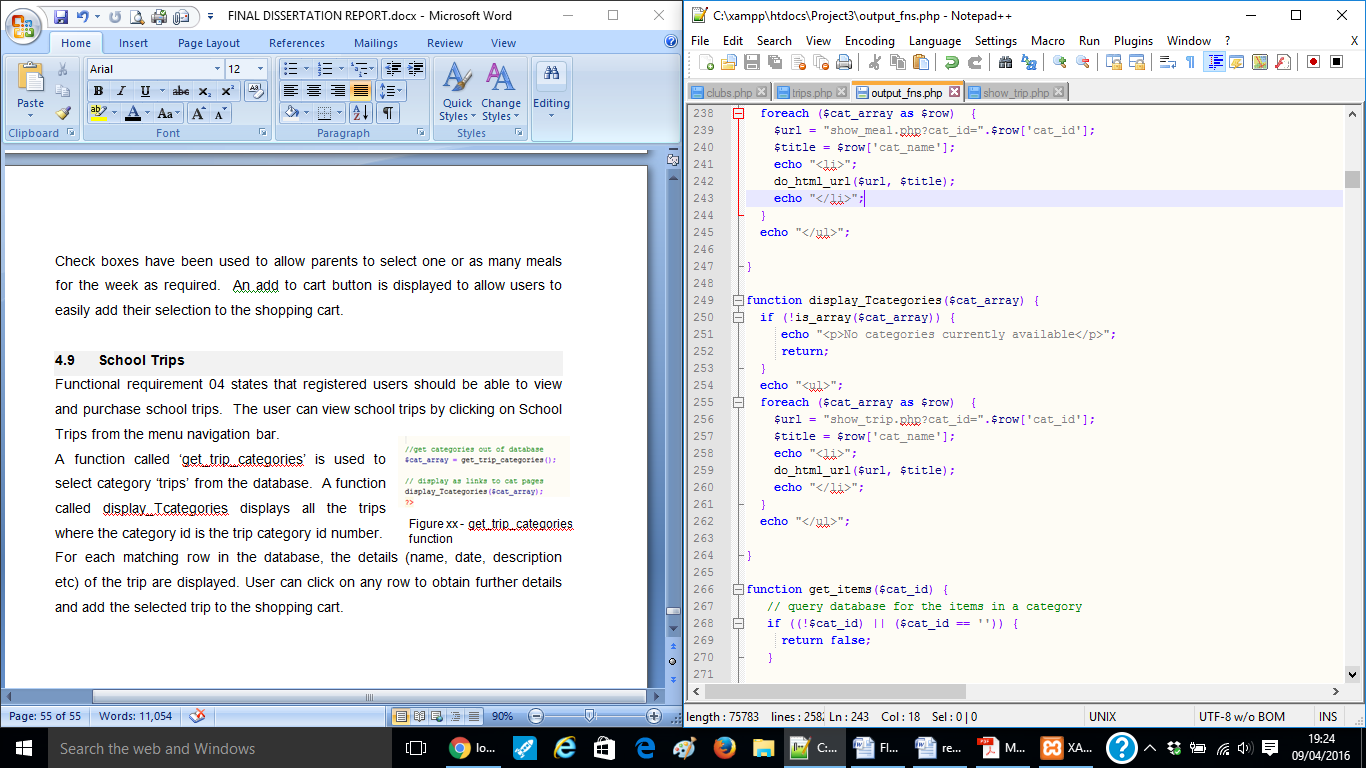 FINAL DISSERTATION REPORT.docx - Microsoft Word
Home Insert Page Layout References Mailings Review View
Paste
Arial 12
Quick Styles
Change Styles
Editing
Clipboard Font Paragraph Styles
Check boxes have been used to allow parents to select one or as many meals
for the week as required. An add to cart button is displayed to allow users to
easily add their selection to the shopping cart.
4.9 School Trips
Functional requirement 04 states that registered users should be able to view
and purchase school trips. The user can view school trips by clicking on School
Trips from the menu navigation bar.
A function called ‘get_trip_categories’ is used to
select category ‘trips’ from the database. A function
called display_Tcategories displays all the trips
where the category id is the trip category id number.
//get categories out of database
$cat_array = get_trip_categories();
// display as links to cat pages
display_Tcategories($cat_array);
?>
Figure xx - get_trip_categories
function
For each matching row in the database, the details (name, date, description
etc) of the trip are displayed. User can click on any row to obtain further details
and add the selected trip to the shopping cart.
Page: 55 of 55 Words: 11,054 90%
C:\xampp\htdocs\Project3\output_fns.php - Notepad++
File Edit Search View Encoding Language Settings Macro Run Plugins Window ? X
clubs.php trips.php output_fns.php show_trip.php
238 foreach ($cat_array as $row) {
239 $url = "show_meal.php?cat_id=".$row['cat_id'];
240 $title = $row['cat_name'];
241 echo "<li>";
242 do_html_url($url, $title);
243 echo "</li>";
244 }
245 echo "</ul>";
246
247 }
248
249 function display_Tcategories($cat_array) {
250 if (!is_array($cat_array)) {
251 echo "<p>No categories currently available</p>";
252 return;
253 }
254 echo "<ul>";
255 foreach ($cat_array as $row) {
256 $url = "show_trip.php?cat_id=".$row['cat_id'];
257 $title = $row['cat_name'];
258 echo "<li>";
259 do_html_url($url, $title);
260 echo "</li>";
261 }
262 echo "</ul>";
263
264 }
265
266 function get_items($cat_id) {
267 // query database for the items in a category
268 if ((!$cat_id) || ($cat_id == '')) {
269 return false;
270 }
271
length : 75783 lines : 2582 Ln : 243 Col : 18 Sel : 0 | 0 UNIX UTF-8 w/o BOM INS
Search the web and Windows
lo... C:... Fl... re... M... XA...
19:24
09/04/2016